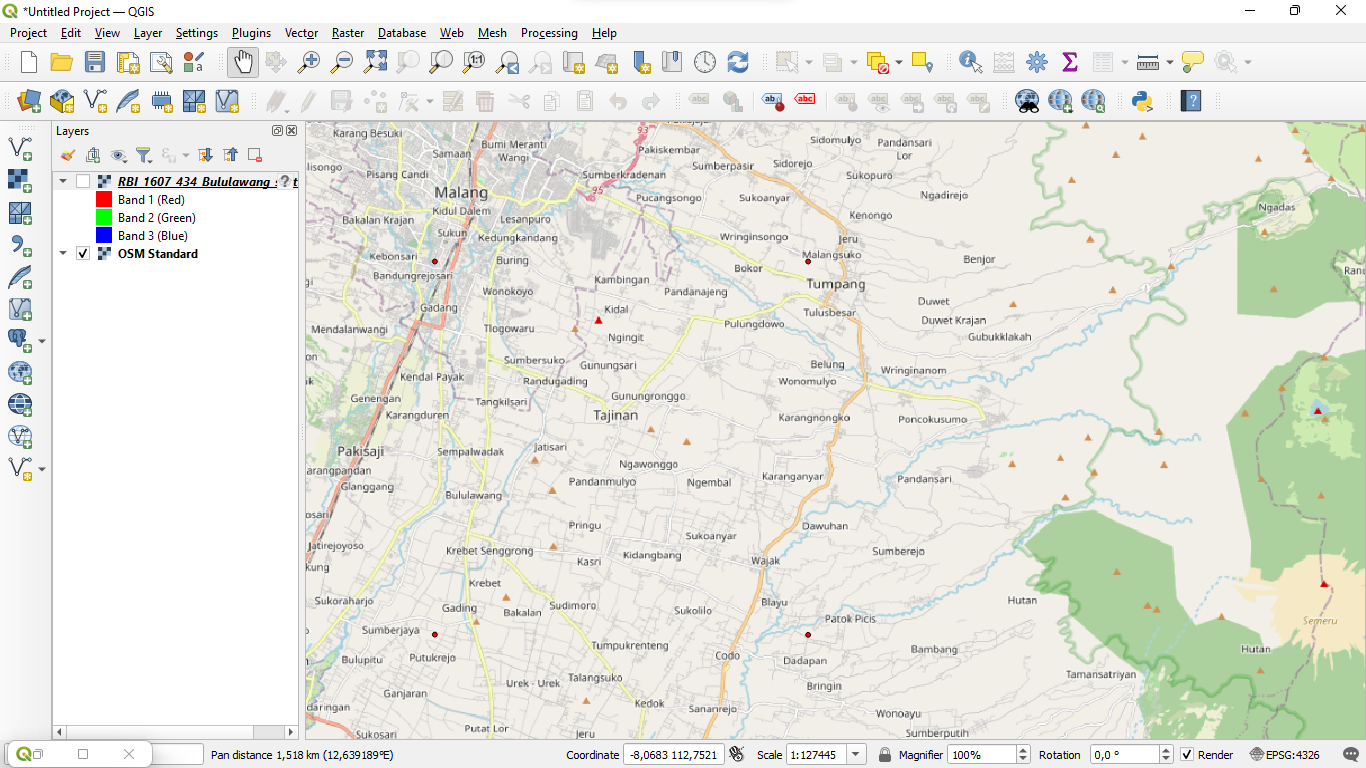 *Untitled Project — QGIS
Project Edit View Layer Settings Plugins Vector Raster Database Web Mesh Processing Help
Layers
RBI 1607 434 Bululawang
Band 1 (Red)
Band 2 (Green)
Band 3 (Blue)
OSM Standard
Karang Besuki
Samaan
Bumi Meranti
Wangi
9.3
Pakiskembar
Sidomulyo
Pandansari
Lor
lisongo
Pisang Candi
Sumberkradenan
Sumberpasir
Sidorejo
Sukopuro
Malang
95
Pucangsongo
Sukoanyar
Ngadirejo
Bakalan Krajan
Kidul Dalem
Lesanpuro
Kenongo
Ngadas
Sukun
Kedungkandang
Wringinsongo
Jeru
Kebonsari
Buring
Bokor
Malangsuko
Benjor
Bandungrejosari
Kambingan
Pandanajeng
Tumpang
Ranu
Wonokoyo
Gadang
Kidal
Tulusbesar
Duwet
Duwet Krajan
Mendalanwangi
Tlogowaru
Ngingit
Pulungdowo
Gubukklakah
Sumbersuko
Gunungsari
Belung
Wringinanom
Kendal Payak
Randugading
Wonomulyo
Genengan
Tangkilsari
Gunungronggo
Karangduren
Tajinan
Karangnongko
Poncokusumo
Pakisaji
Sempalwadak
Jatisari
arangpandan
Ngawonggo
Glanggang
Pandanmulyo
Ngembal
Karanganyar
Pandansari
Bululawang
Pringu
Dawuhan
Jatirejoyoso
Krebet Senggrong
Sukoanyar
Kidangbang
Kasri
Wajak
Sumberejo
Krebet
Sukoraharjo
Gading
Bakalan
Sudimoro
Sukolilo
Blayu
Hutan
Patok Picis
Semeru
Sumberjaya
Tumpukrenteng
Codo
Bambang
Hutan
Bulupitu
Putukrejo
Dadapan
Tamansatriyan
Urek - Urek
Talangsuko
Bringin
Ganjaran
Kedok
Sananrejo
Wonoayu
Sukosari
Putat Lor
Sumberputih
Pan distance 1,518 km (12,639189°E)
Coordinate -8,0683 112,7521 Scale 1:127445 Magnifier 100% Rotation 0,0 ° Render EPSG:4326